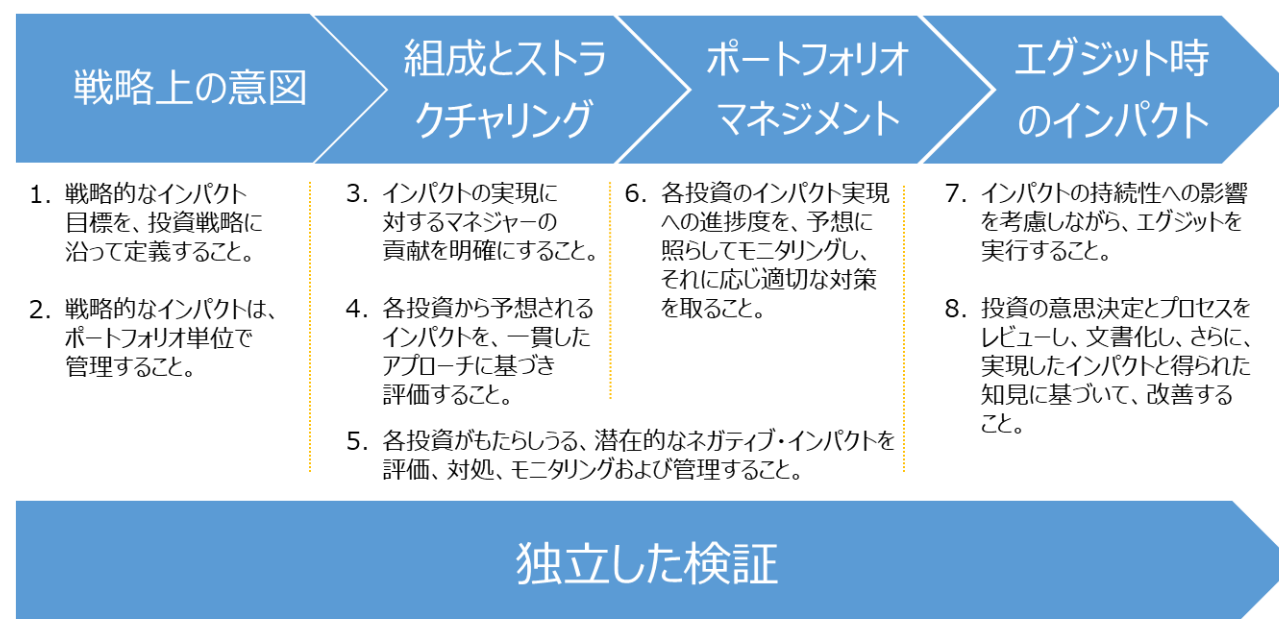 戦略上の意図
組成とストラ
クチャリング
ポートフォリオ
マネジメント
エグジット時
のインパクト
1. 戦略的なインパクト
目標を、投資戦略に
沿って定義すること。
2. 戦略的なインパクトは、
ポートフォリオ単位で
管理すること。
3. インパクトの実現に
対するマネジャーの
貢献を明確にすること。
4. 各投資から予想される
インパクトを、一貫した
アプローチに基づき
評価すること。
5. 各投資がもたらしうる、潜在的なネガティブ・インパクトを
評価、対処、モニタリングおよび管理すること。
6. 各投資のインパクト実現
への進捗度を、予想に
照らしてモニタリングし、
それに応じ適切な対策
を取ること。
7. インパクトの持続性への影響
を考慮しながら、エグジットを
実行すること。
8. 投資の意思決定とプロセスを
レビューし、文書化し、さらに、
実現したインパクトと得られた
知見に基づいて、改善する
こと。
独立した検証